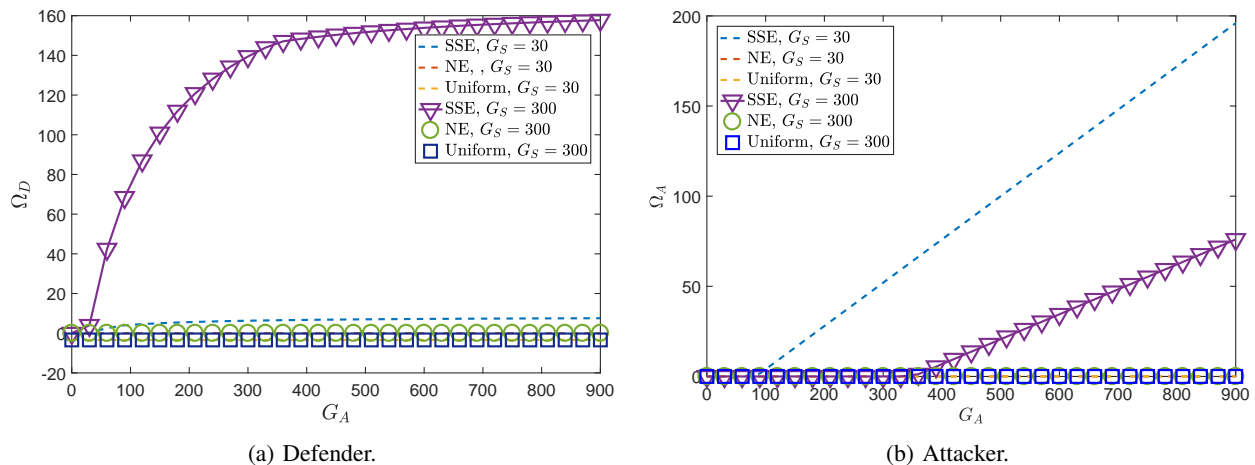 160
140
120
100
80
60
40
20
0
-20
Ω_D
0 100 200 300 400 500 600 700 800 900
G_A
SSE, G_S = 30
NE, , G_S = 30
Uniform, G_S = 30
SSE, G_S = 300
NE, G_S = 300
Uniform, G_S = 300
(a) Defender.
200
150
100
50
0
Ω_A
0 100 200 300 400 500 600 700 800 900
G_A
SSE, G_S = 30
NE, G_S = 30
Uniform, G_S = 30
SSE, G_S = 300
NE, G_S = 300
Uniform, G_S = 300
(b) Attacker.